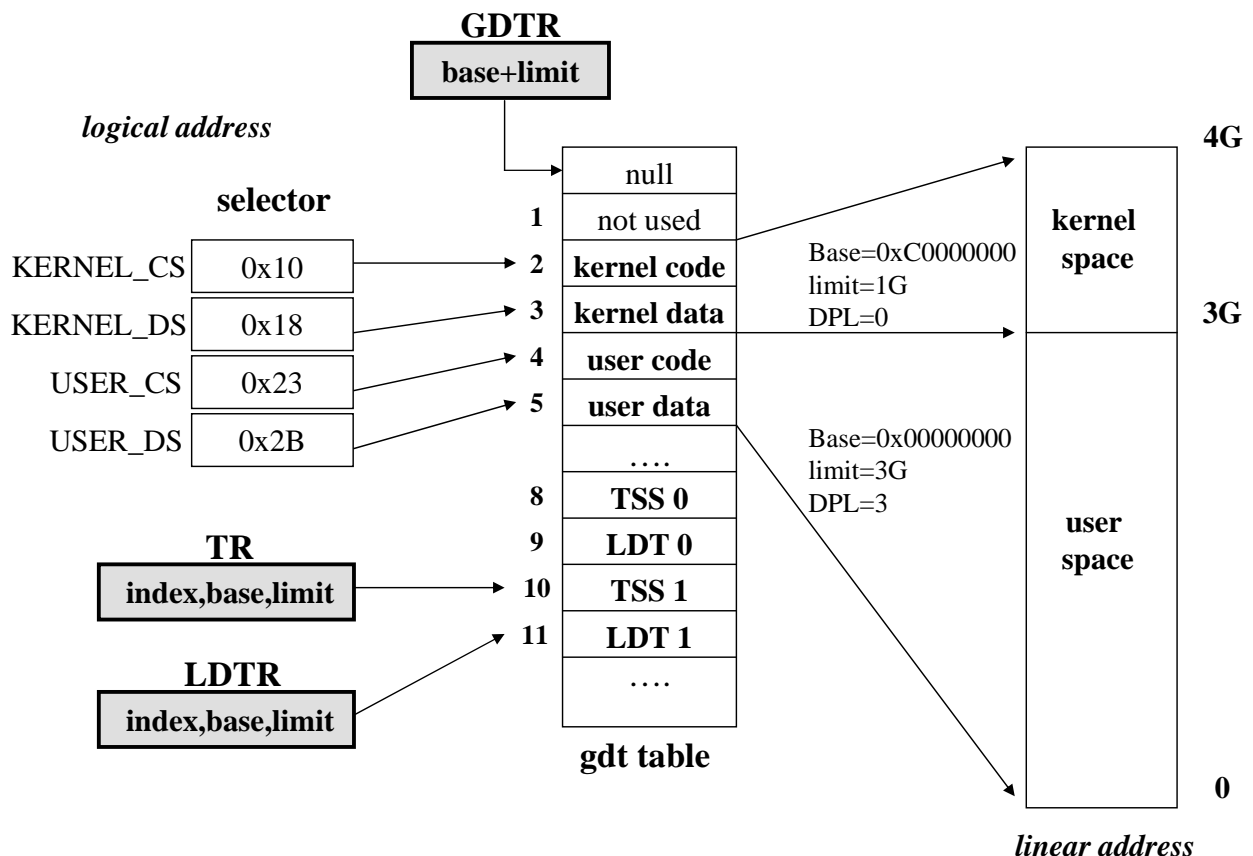 GDTR
base+limit
logical address
4G
null
selector
1 not used
kernel
space
KERNEL_CS 0x10
2 kernel code
Base=0xC0000000
limit=1G
DPL=0
KERNEL_DS 0x18
3 kernel data
3G
USER_CS 0x23
4 user code
USER_DS 0x2B
5 user data
Base=0x00000000
limit=3G
DPL=3
....
8 TSS 0
user
space
TR
9 LDT 0
index,base,limit
10 TSS 1
11 LDT 1
LDTR
....
index,base,limit
gdt table
0
linear address